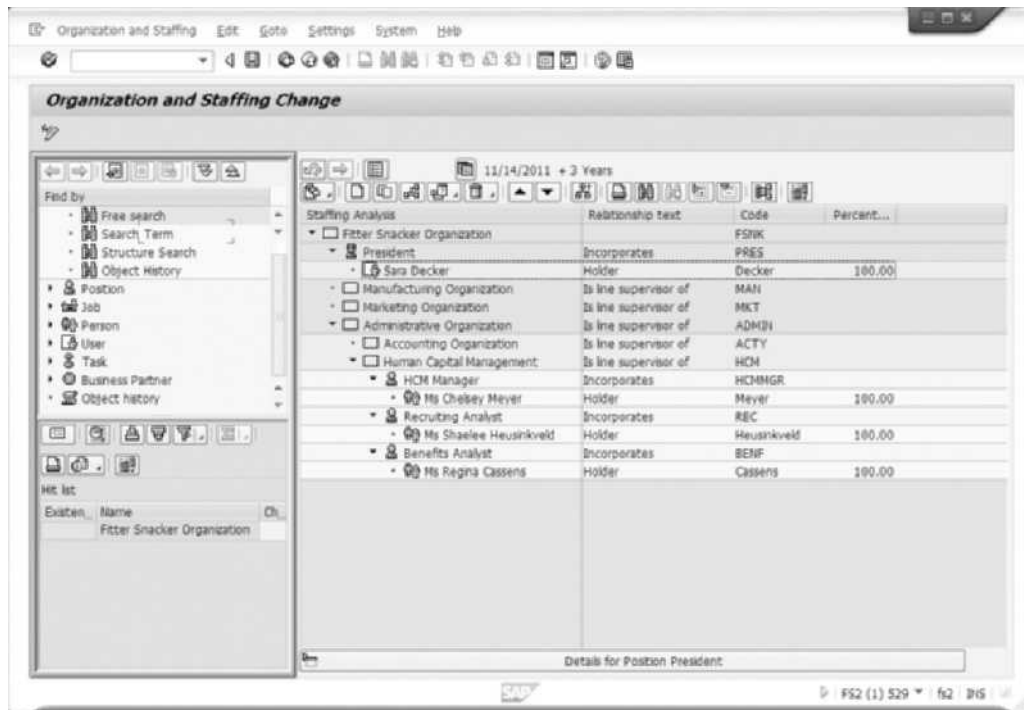 Organization and Staffing Edit Goto Settings System Help
Organization and Staffing Change
11/14/2011 + 3 Years
Find by
Free search
Search Term
Structure Search
Object History
Position
Job
Person
User
Task
Business Partner
Object history
Hit list
Existen... Name Ch...
Fitter Snacker Organization
Staffing Analysis Relationship text Code Percent...
Fitter Snacker Organization FSNK
President Incorporates PRES
Sara Decker Holder Decker 100.00
Manufacturing Organization Is line supervisor of MAN
Marketing Organization Is line supervisor of MKT
Administrative Organization Is line supervisor of ADMIN
Accounting Organization Is line supervisor of ACTY
Human Capital Management Is line supervisor of HCM
HCM Manager Incorporates HCMMGR
Ms Chelsey Meyer Holder Meyer 100.00
Recruiting Analyst Incorporates REC
Ms Shaelee Heusinkveld Holder Heusinkveld 100.00
Benefits Analyst Incorporates BENF
Ms Regina Cassens Holder Cassens 100.00
Details for Position President
SAP
FS2 (1) 529 fs2 INS